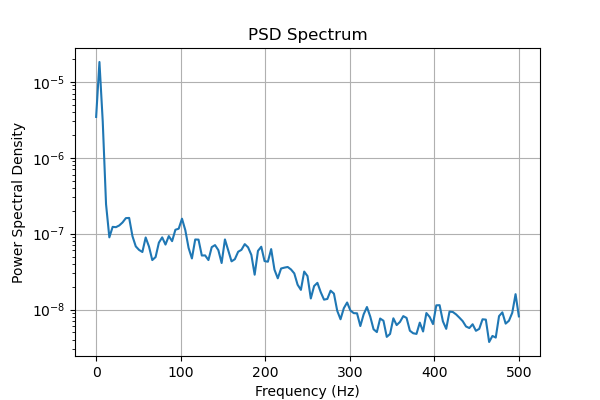 PSD Spectrum
Power Spectral Density
10⁻⁵
10⁻⁶
10⁻⁷
10⁻⁸
0 100 200 300 400 500
Frequency (Hz)